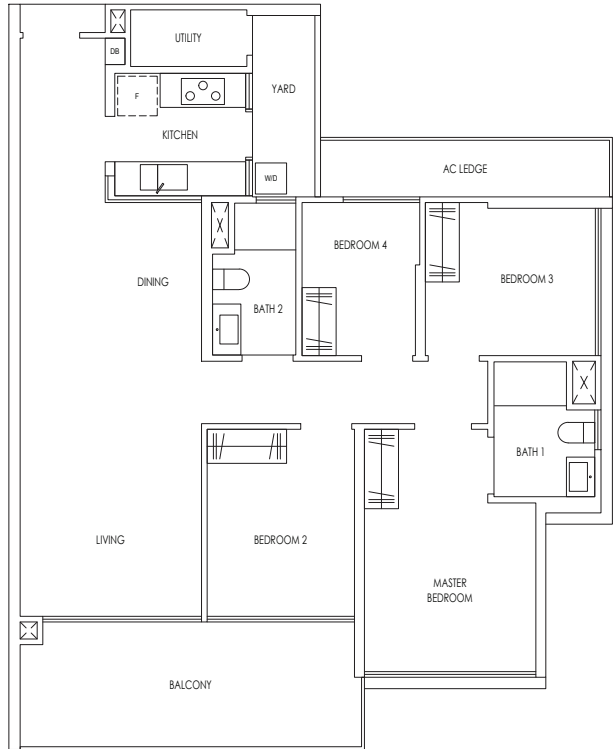 UTILITY
DB
YARD
F
KITCHEN
W/D
AC LEDGE
BEDROOM 4
BEDROOM 3
DINING
BATH 2
BATH 1
LIVING
BEDROOM 2
MASTER
BEDROOM
BALCONY